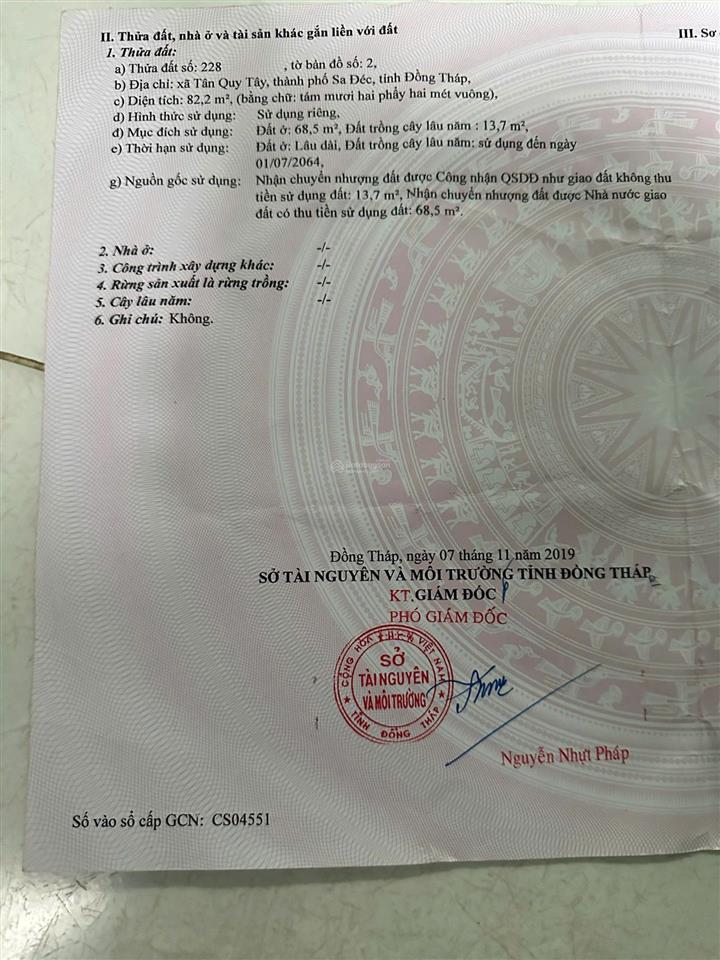 II. Thửa đất, nhà ở và tài sản khác gắn liền với đất
III. Sơ
1. Thửa đất:
a) Thửa đất số: 228 , tờ bản đồ số: 2,
b) Địa chỉ: xã Tân Quy Tây, thành phố Sa Đéc, tỉnh Đồng Tháp,
c) Diện tích: 82,2 m², (bằng chữ: tám mươi hai phẩy hai mét vuông),
d) Hình thức sử dụng: Sử dụng riêng,
đ) Mục đích sử dụng: Đất ở: 68,5 m², Đất trồng cây lâu năm : 13,7 m²,
e) Thời hạn sử dụng: Đất ở: Lâu dài, Đất trồng cây lâu năm: sử dụng đến ngày
01/07/2064,
g) Nguồn gốc sử dụng: Nhận chuyển nhượng đất được Công nhận QSDĐ như giao đất không thu
tiền sử dụng đất: 13,7 m², Nhận chuyển nhượng đất được Nhà nước giao
đất có thu tiền sử dụng đất: 68,5 m².
2. Nhà ở: -/-
3. Công trình xây dựng khác: -/-
4. Rừng sản xuất là rừng trồng: -/-
5. Cây lâu năm: -/-
6. Ghi chú: Không.
Đồng Tháp, ngày 07 tháng 11 năm 2019
SỞ TÀI NGUYÊN VÀ MÔI TRƯỜNG TỈNH ĐỒNG THÁP
KT.GIÁM ĐỐC
PHÓ GIÁM ĐỐC
CỘNG HÒA X.H.C.N VIỆT NAM
SỞ
TÀI NGUYÊN
VÀ MÔI TRƯỜNG
TỈNH ĐỒNG THÁP
Nguyễn Nhựt Pháp
Số vào sổ cấp GCN: CS04551